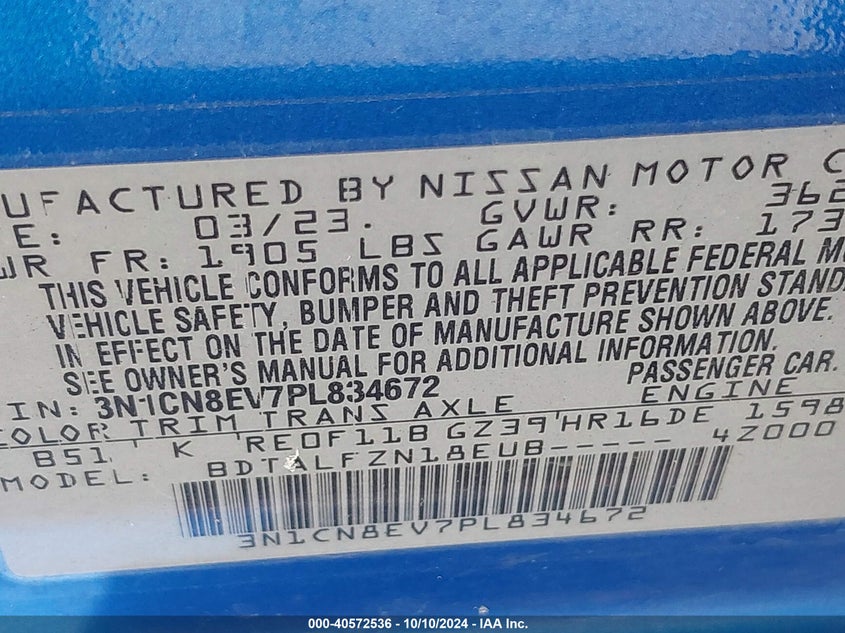 UFACTURED BY NISSAN MOTOR C
E: 03/23. GVWR: 362
WR FR: 1905 LBS GAWR RR: 173
THIS VEHICLE CONFORMS TO ALL APPLICABLE FEDERAL M
VEHICLE SAFETY, BUMPER AND THEFT PREVENTION STAND
IN EFFECT ON THE DATE OF MANUFACTURE SHOWN ABOVE.
SEE OWNER'S MANUAL FOR ADDITIONAL INFORMATION.
PASSENGER CAR.
IN: 3N1CN8EV7PL834672
COLOR TRIM TRANS AXLE ENGINE
B51 K RE0F11B GZ39 HR16DE 1598
MODEL: BDTALFZN18EUB----- 4Z000
3N1CN8EV7PL834672
000-40572536 - 10/10/2024 - IAA Inc.